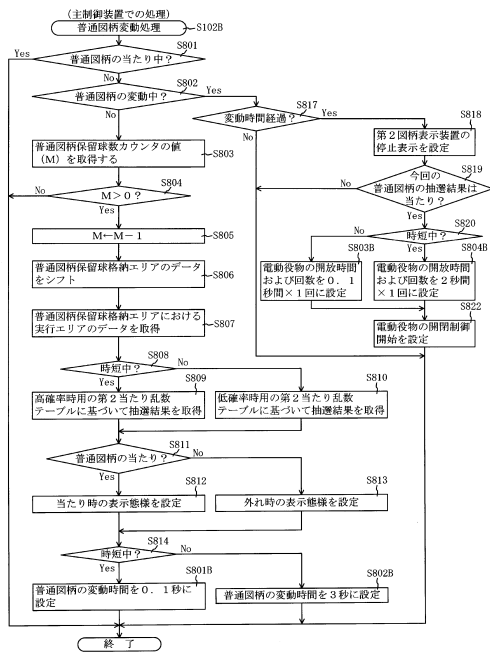 (主制御装置での処理)
普通図柄変動処理
S102B
S801
普通図柄の当たり中?
Yes
No
S802
普通図柄の変動中?
Yes
No
S803
普通図柄保留球数カウンタの値
(M)を取得する
S804
M>0?
No
Yes
S805
M←M-1
S806
普通図柄保留球格納エリアのデータ
をシフト
S807
普通図柄保留球格納エリアにおける
実行エリアのデータを取得
S808
時短中?
No
Yes
S809
高確率時用の第2当たり乱数
テーブルに基づいて抽選結果を取得
S810
低確率時用の第2当たり乱数
テーブルに基づいて抽選結果を取得
S811
普通図柄の当たり?
No
Yes
S812
当たり時の表示態様を設定
S813
外れ時の表示態様を設定
S814
時短中?
No
Yes
S801B
普通図柄の変動時間を0.1秒に
設定
S802B
普通図柄の変動時間を3秒に設定
終 了
S817
変動時間経過?
Yes
No
S818
第2図柄表示装置の
停止表示を設定
S819
今回の
普通図柄の抽選結果は
当たり?
No
Yes
S820
時短中?
No
Yes
S803B
電動役物の開放時間
および回数を0.1
秒間×1回に設定
S804B
電動役物の開放時間
および回数を2秒間
×1回に設定
S822
電動役物の開閉制御
開始を設定